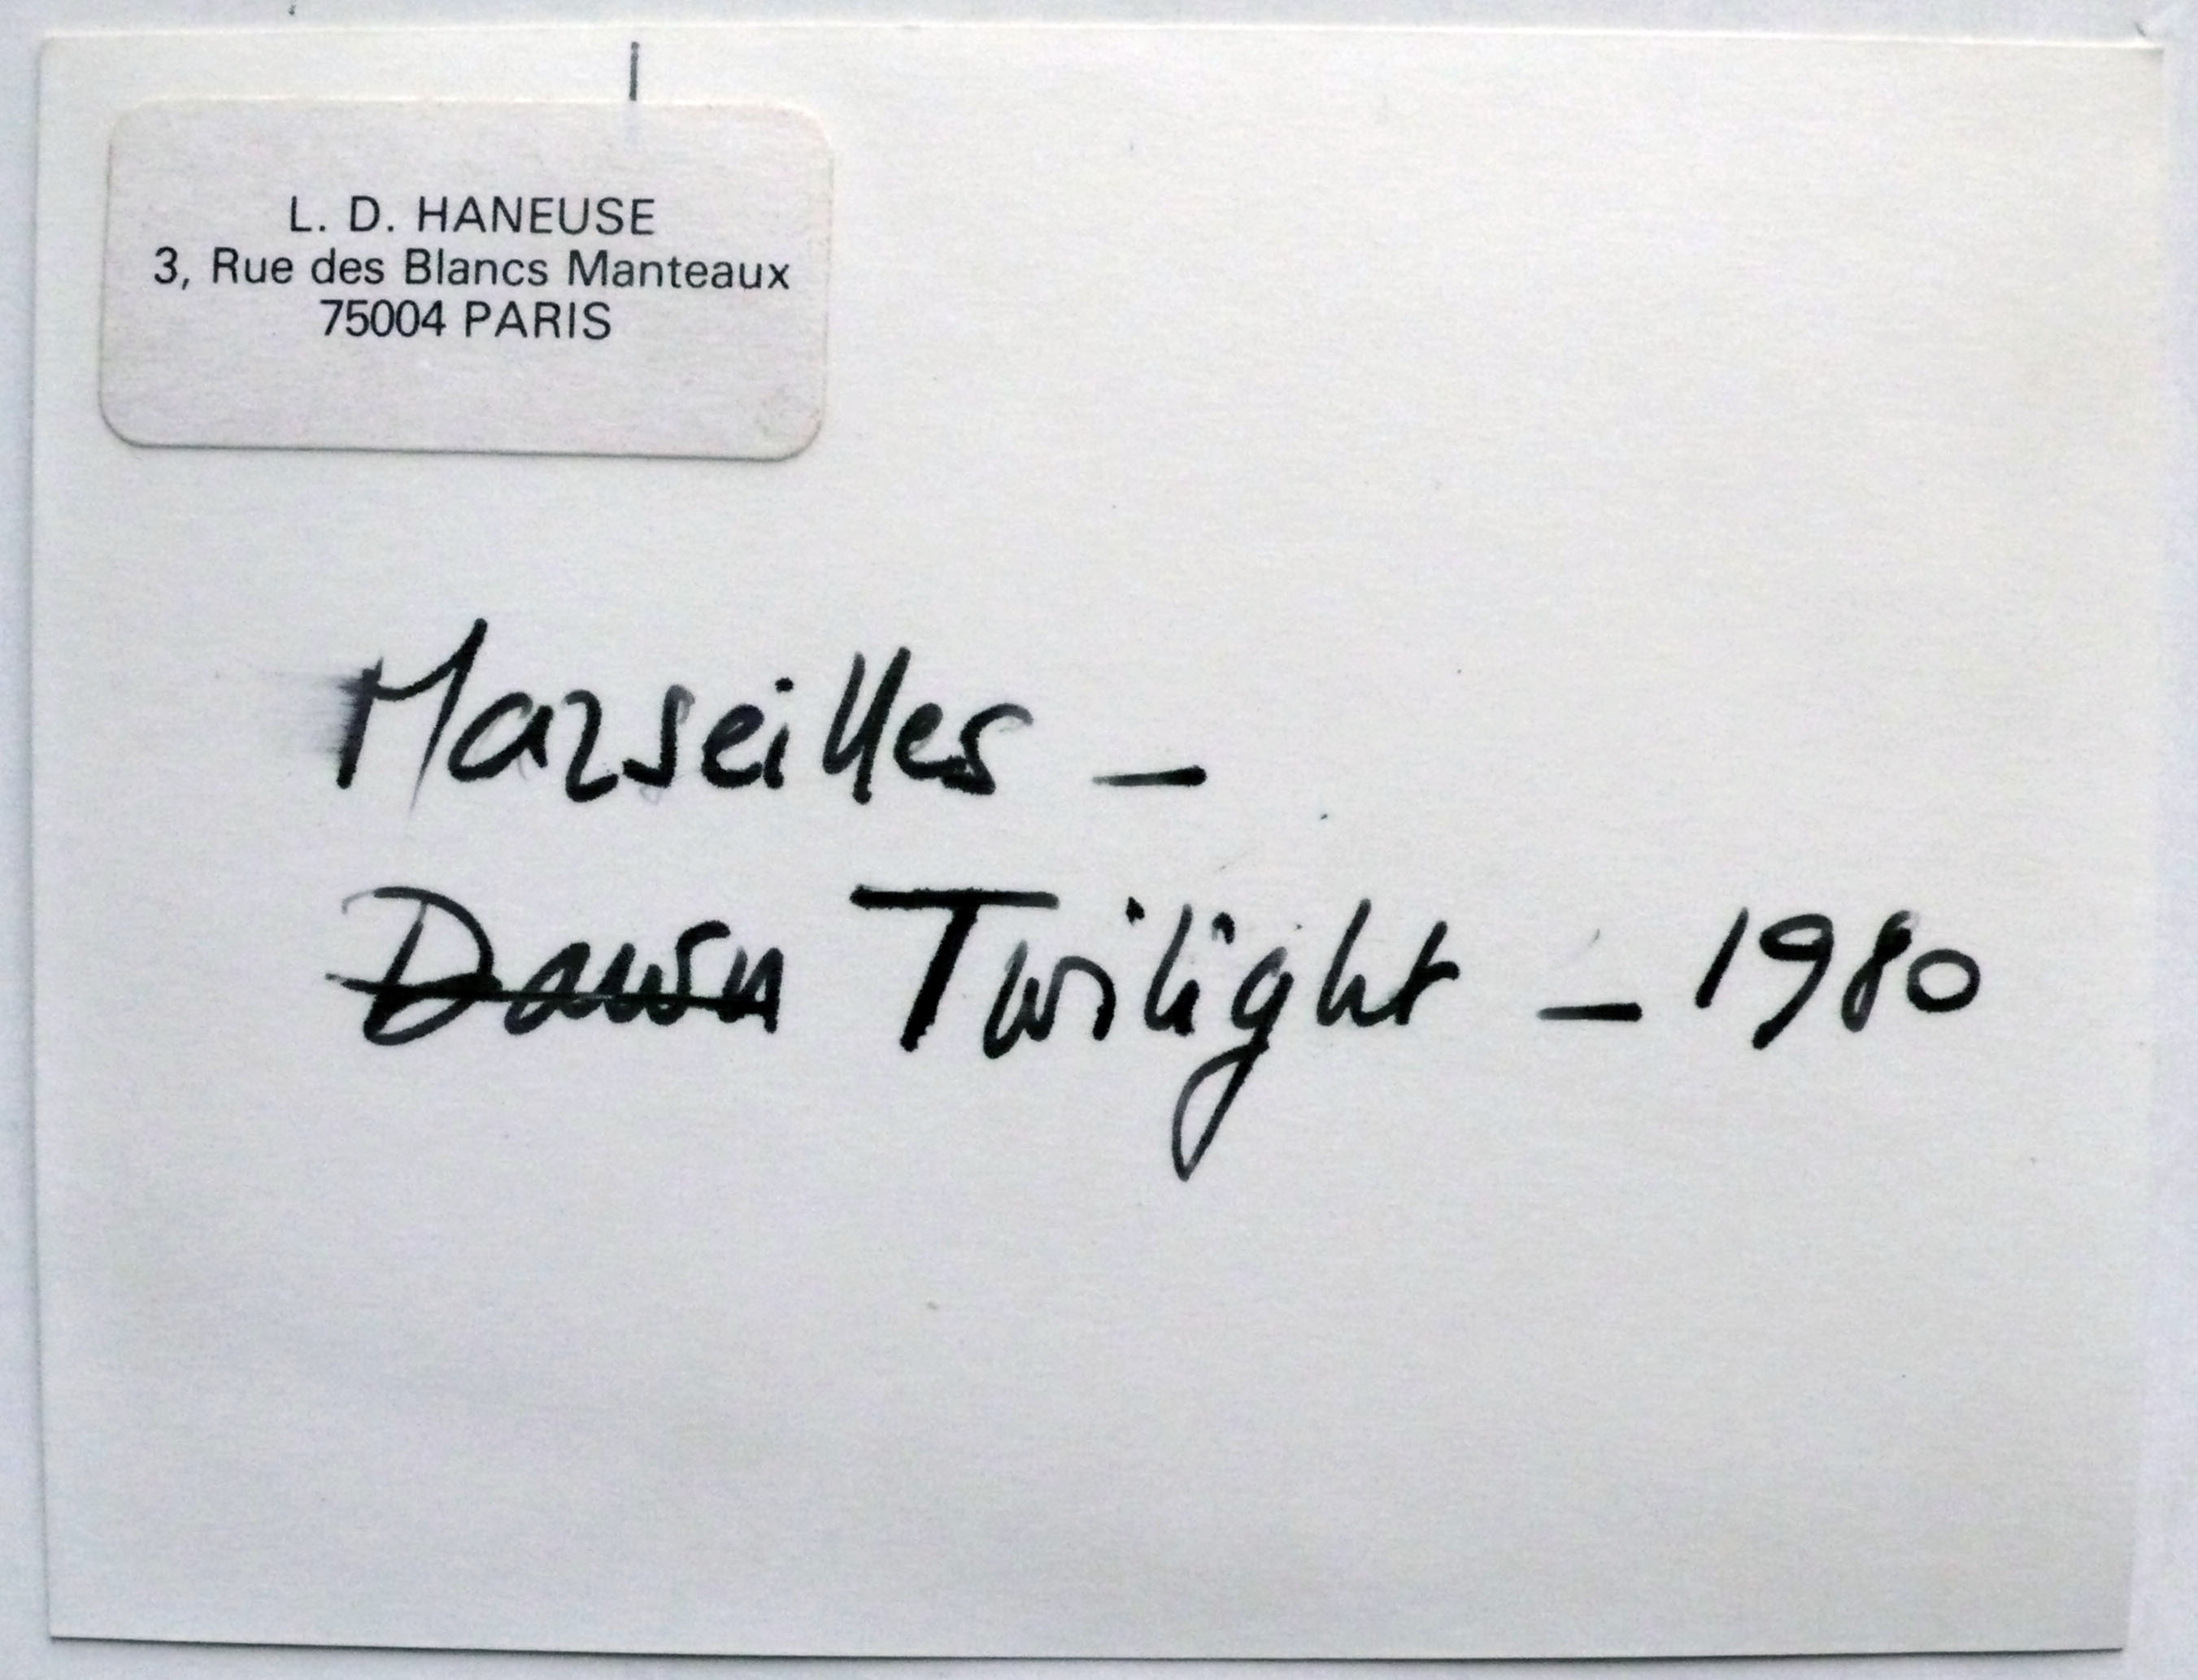 L. D. HANEUSE
3, Rue des Blancs Manteaux
75004 PARIS
Marseilles –
Dawn Twilight – 1980